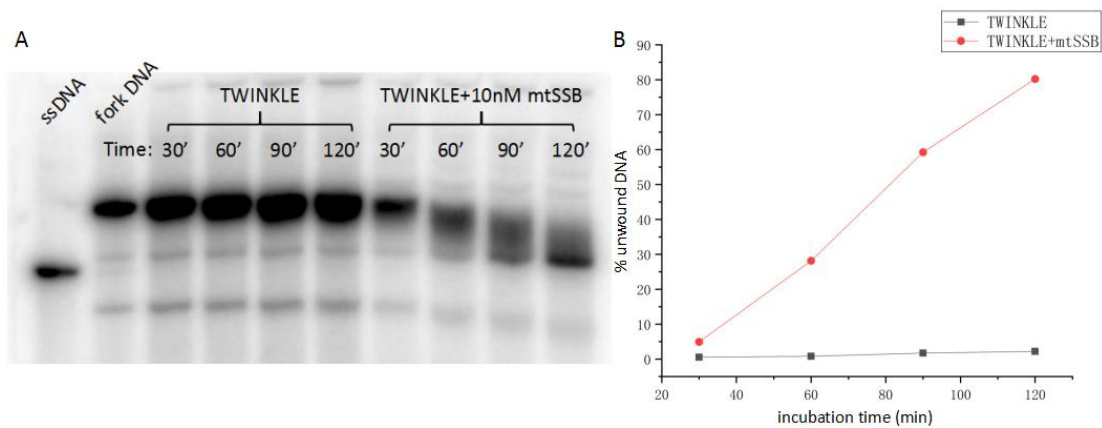 A
ssDNA
fork DNA
TWINKLE
TWINKLE+10nM mtSSB
Time: 30’ 60’ 90’ 120’ 30’ 60’ 90’ 120’
B
TWINKLE
TWINKLE+mtSSB
% unwound DNA
90
80
70
60
50
40
30
20
10
0
20 40 60 80 100 120
incubation time (min)